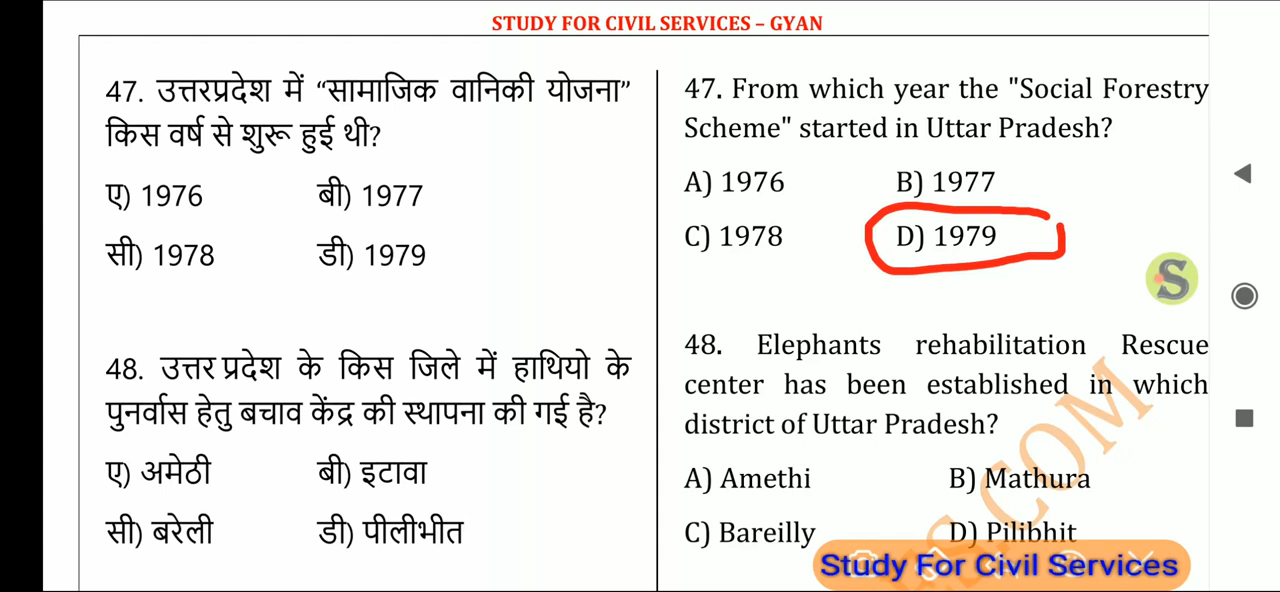 STUDY FOR CIVIL SERVICES – GYAN
47. उत्तरप्रदेश में “सामाजिक वानिकी योजना”
किस वर्ष से शुरू हुई थी?
ए) 1976 बी) 1977
सी) 1978 डी) 1979
48. उत्तर प्रदेश के किस जिले में हाथियो के
पुनर्वास हेतु बचाव केंद्र की स्थापना की गई है?
ए) अमेठी बी) इटावा
सी) बरेली डी) पीलीभीत
47. From which year the "Social Forestry
Scheme" started in Uttar Pradesh?
A) 1976 B) 1977
C) 1978 D) 1979
S
48. Elephants rehabilitation Rescue
center has been established in which
district of Uttar Pradesh?
A) Amethi B) Mathura
C) Bareilly D) Pilibhit
Study For Civil Services